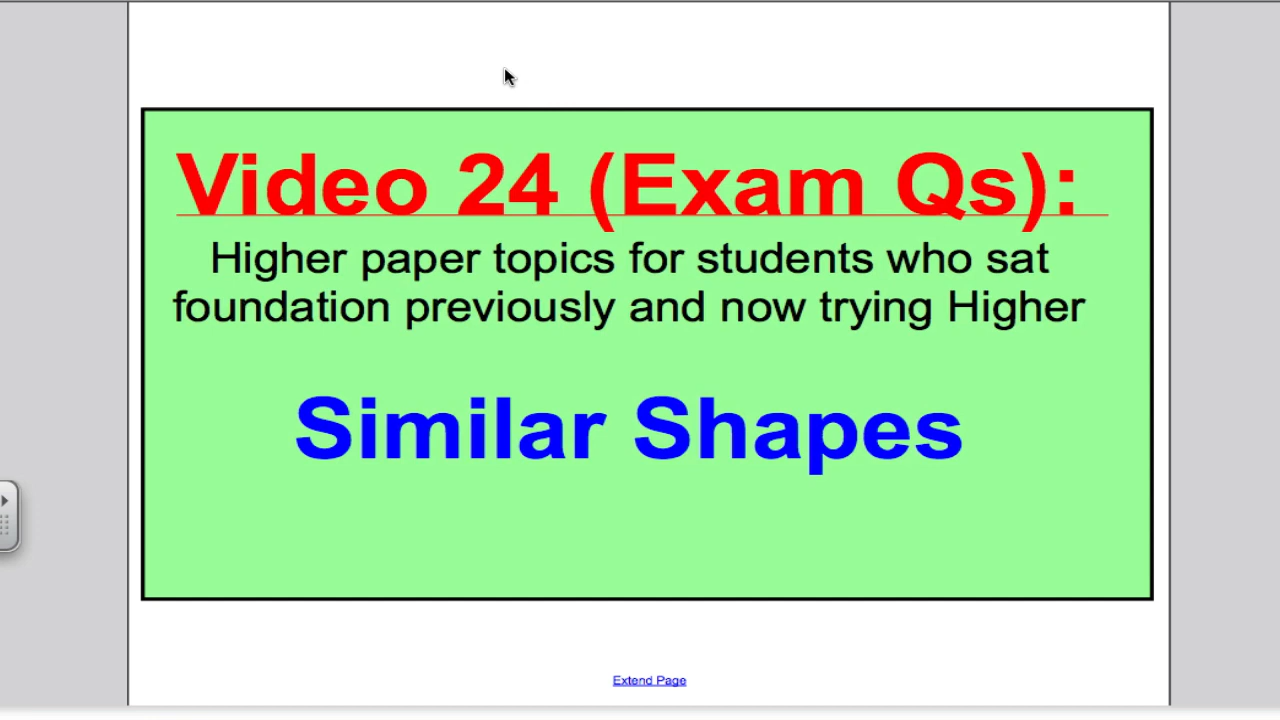 Video 24 (Exam Qs):
Higher paper topics for students who sat
foundation previously and now trying Higher
Similar Shapes
Extend Page